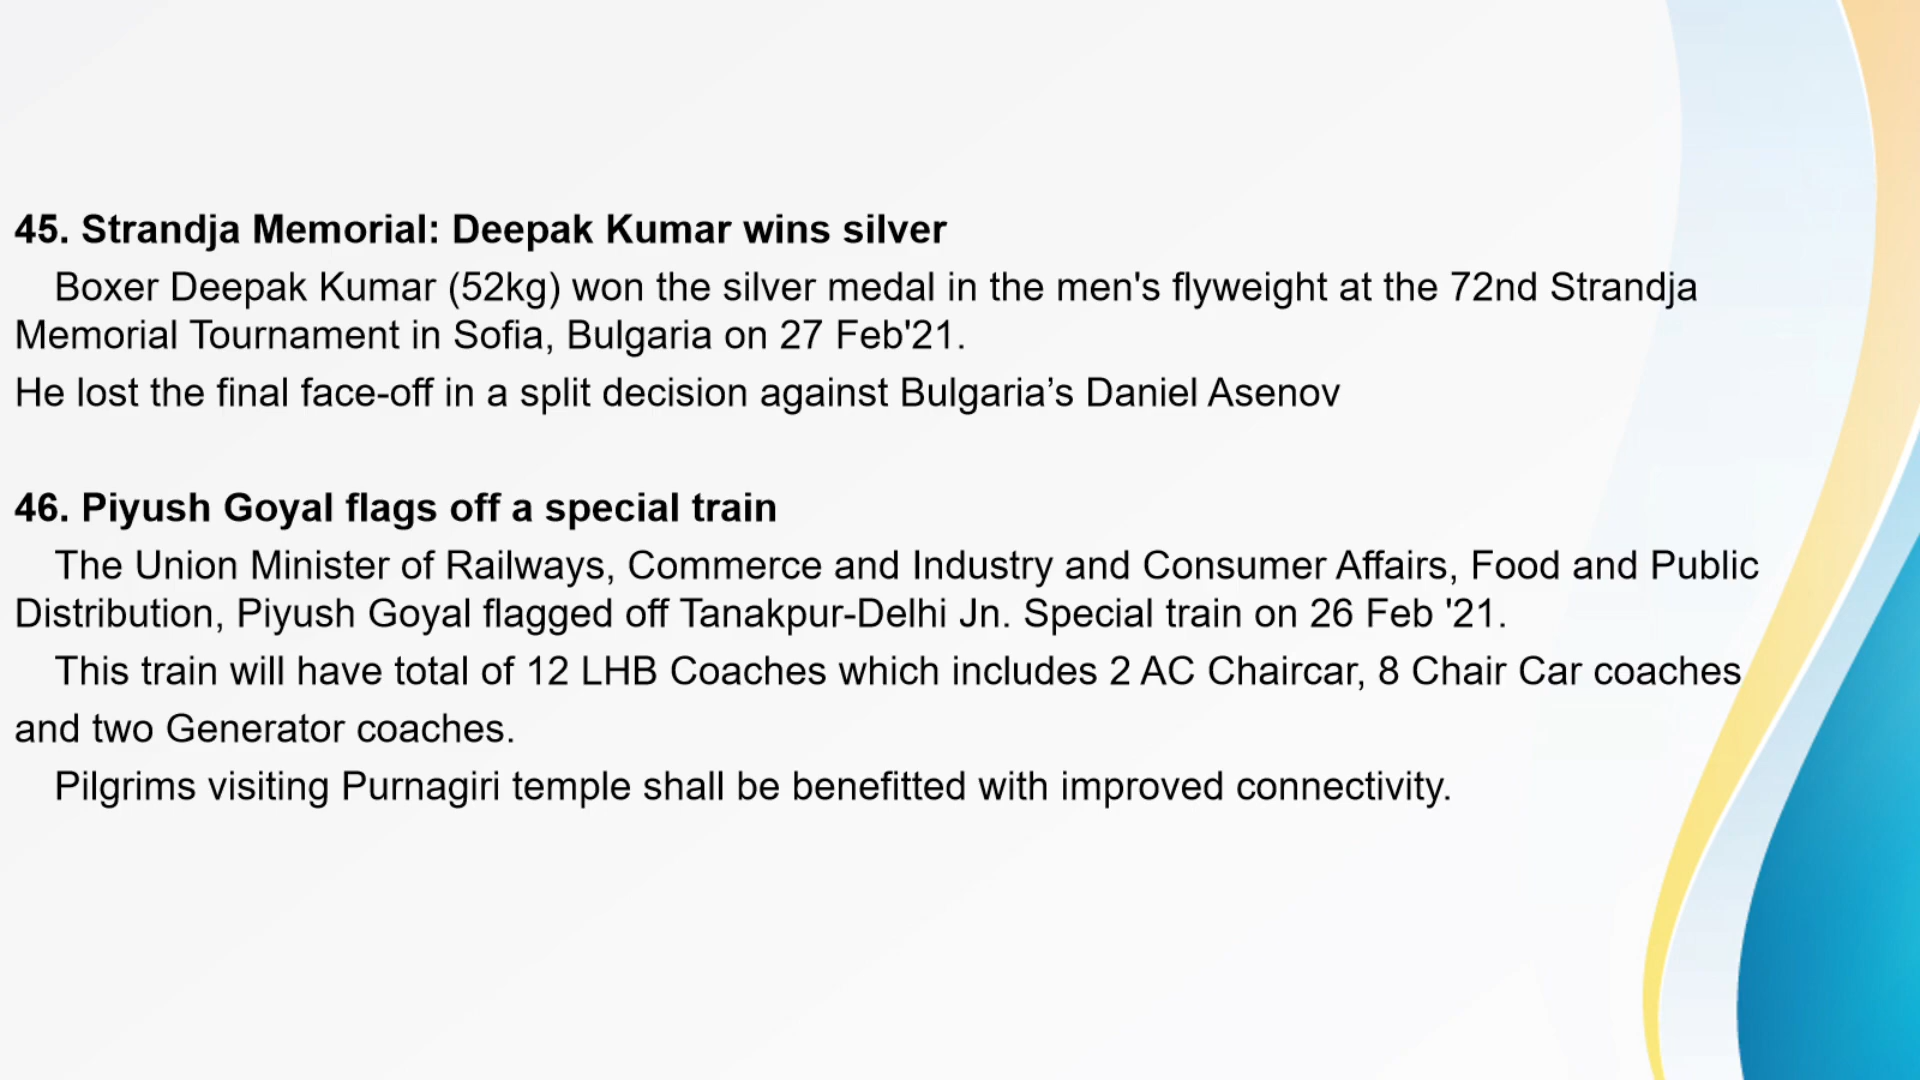 45. Strandja Memorial: Deepak Kumar wins silver
Boxer Deepak Kumar (52kg) won the silver medal in the men's flyweight at the 72nd Strandja
Memorial Tournament in Sofia, Bulgaria on 27 Feb'21.
He lost the final face-off in a split decision against Bulgaria’s Daniel Asenov
46. Piyush Goyal flags off a special train
The Union Minister of Railways, Commerce and Industry and Consumer Affairs, Food and Public
Distribution, Piyush Goyal flagged off Tanakpur-Delhi Jn. Special train on 26 Feb '21.
This train will have total of 12 LHB Coaches which includes 2 AC Chaircar, 8 Chair Car coaches
and two Generator coaches.
Pilgrims visiting Purnagiri temple shall be benefitted with improved connectivity.